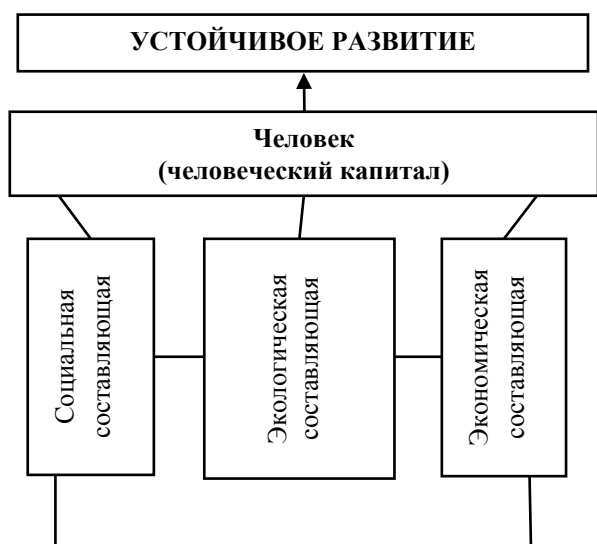 УСТОЙЧИВОЕ РАЗВИТИЕ
Человек
(человеческий капитал)
Социальная
составляющая
Экологическая
составляющая
Экономическая
составляющая